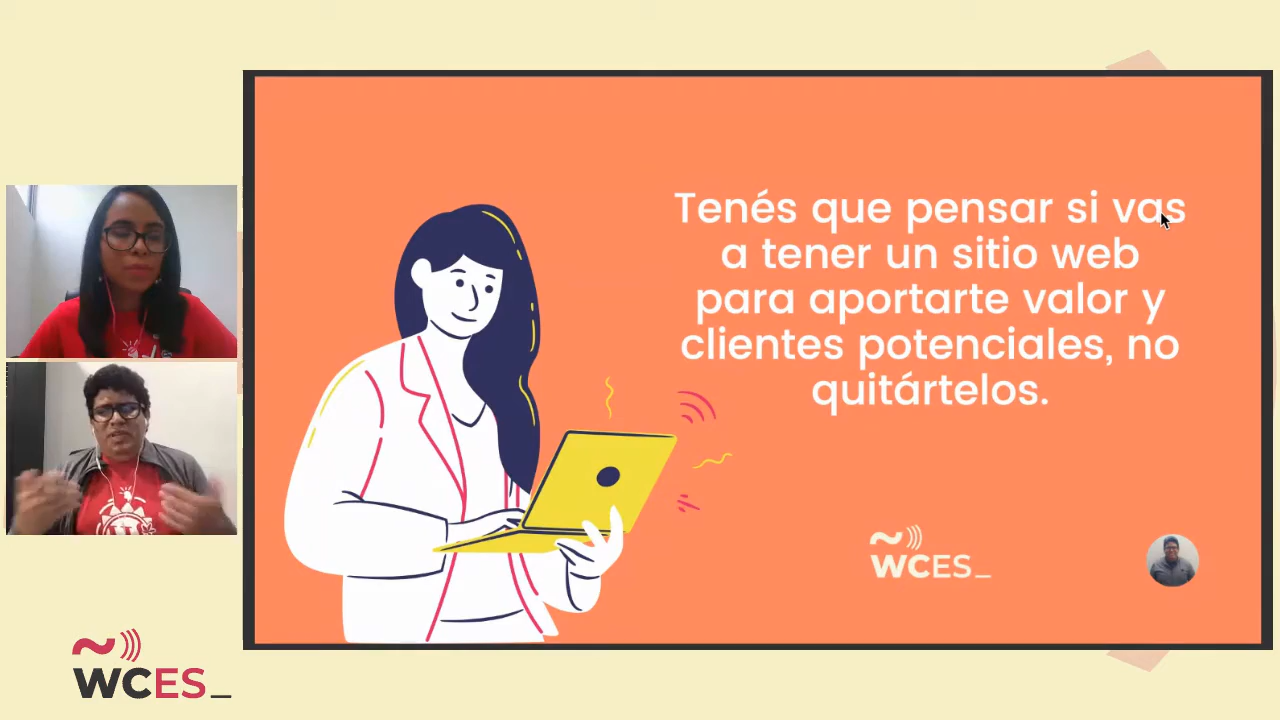 Tenés que pensar si vas
a tener un sitio web
para aportarte valor y
clientes potenciales, no
quitártelos.
~
WCES_
~
WCES_